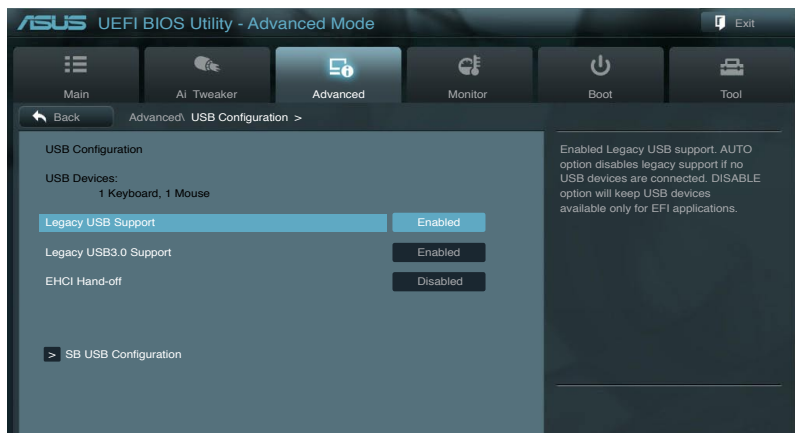 ASUS UEFI BIOS Utility - Advanced Mode
Exit
Main
Ai Tweaker
Advanced
Monitor
Boot
Tool
Back
Advanced\ USB Configuration >
USB Configuration
USB Devices:
1 Keyboard, 1 Mouse
Legacy USB Support Enabled
Legacy USB3.0 Support Enabled
EHCI Hand-off Disabled
> SB USB Configuration
Enabled Legacy USB support. AUTO
option disables legacy support if no
USB devices are connected. DISABLE
option will keep USB devices
available only for EFI applications.